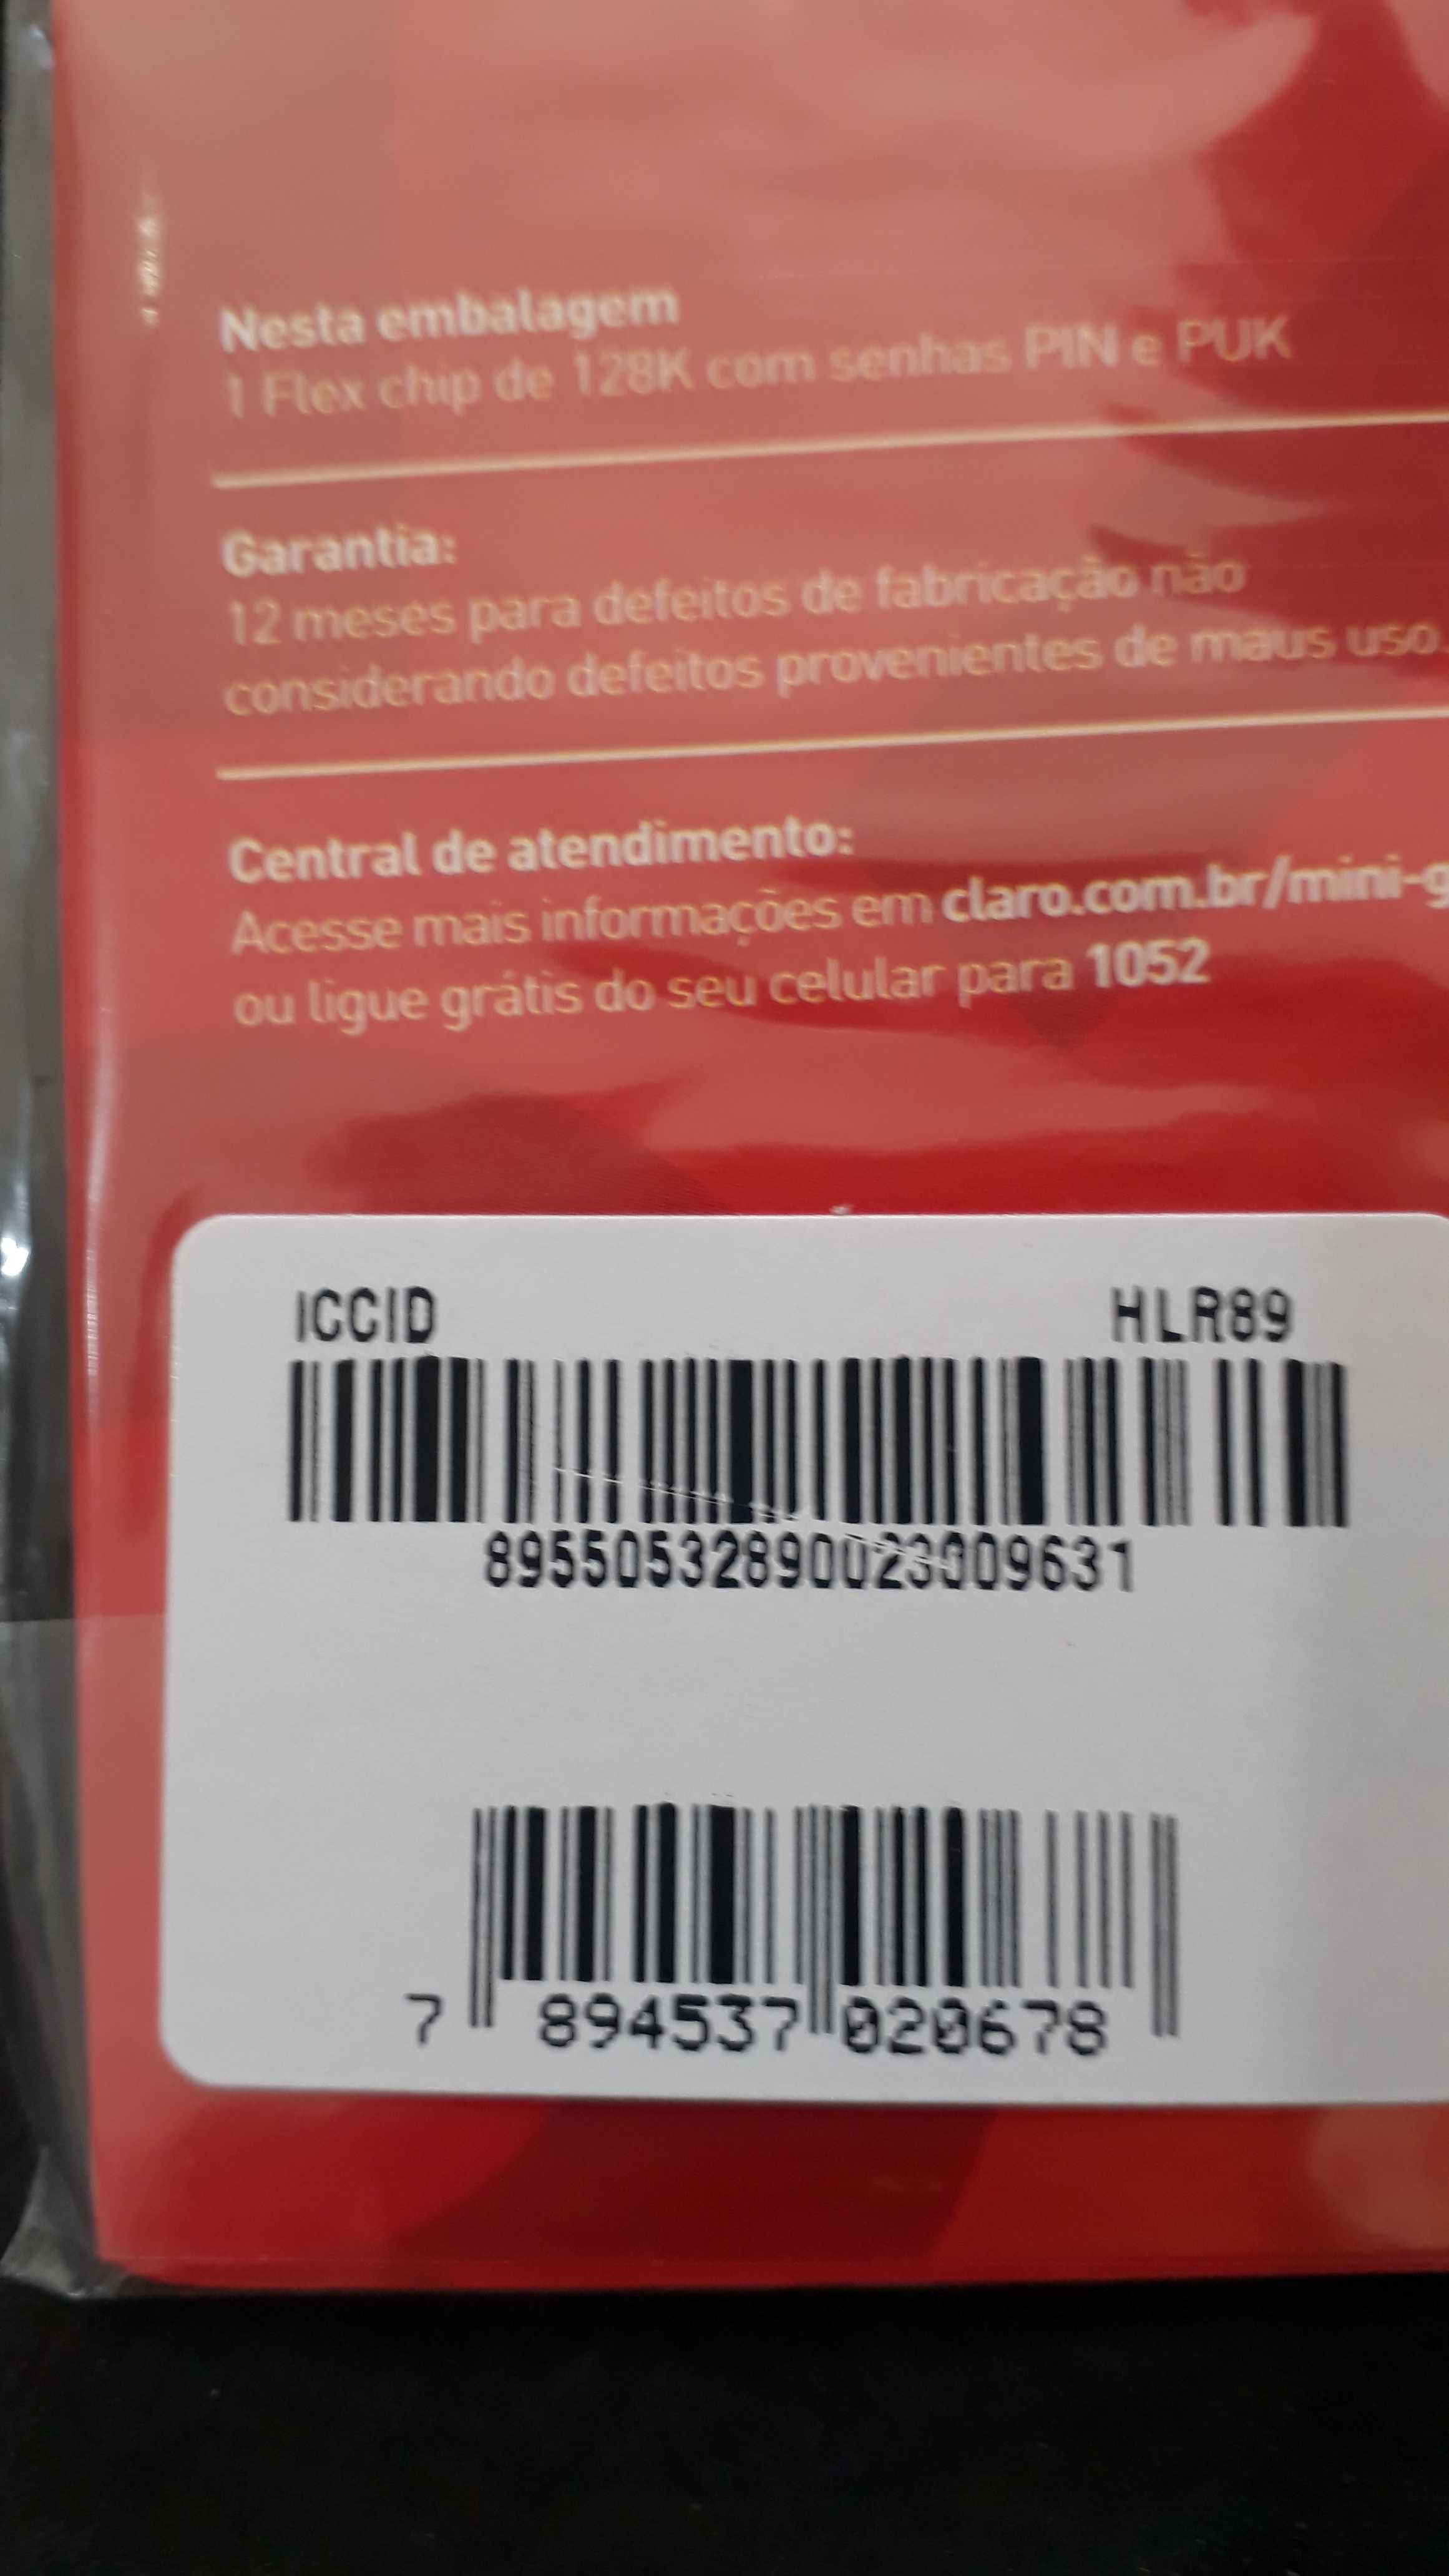 Nesta embalagem
1 Flex chip de 128K com senhas PIN e PUK
Garantia:
12 meses para defeitos de fabricação não
considerando defeitos provenientes de maus uso.
Central de atendimento:
Acesse mais informações em claro.com.br/mini-g
ou ligue grátis do seu celular para 1052
ICCID HLR89
89550532890023009631
7 894537 020678